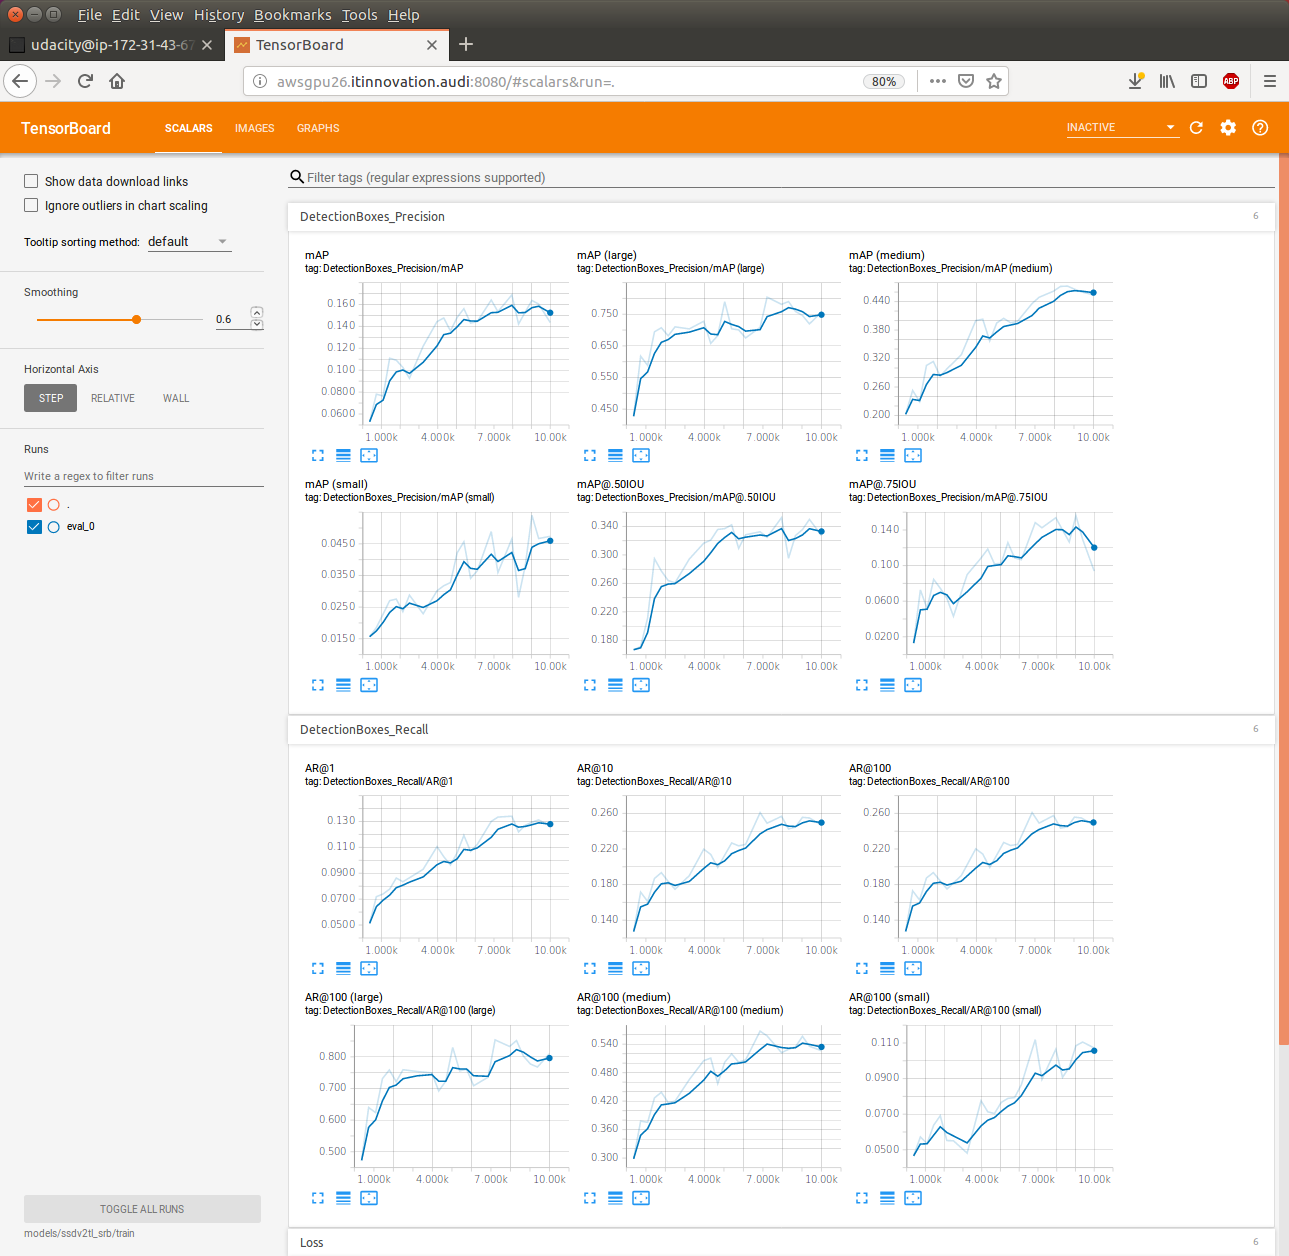 File Edit View History Bookmarks Tools Help
udacity@ip-172-31-43-67
TensorBoard
awsgpu26.itinnovation.audi:8080/#scalars&run=.
80%
ABP
TensorBoard SCALARS IMAGES GRAPHS INACTIVE
Show data download links
Ignore outliers in chart scaling
Tooltip sorting method: default
Smoothing
0.6
Horizontal Axis
STEP RELATIVE WALL
Runs
Write a regex to filter runs
.
eval_0
TOGGLE ALL RUNS
models/ssdv2tl_srb/train
Filter tags (regular expressions supported)
DetectionBoxes_Precision 6
mAP
tag: DetectionBoxes_Precision/mAP
0.160
0.140
0.120
0.100
0.0800
0.0600
1.000k 4.000k 7.000k 10.00k
mAP (large)
tag: DetectionBoxes_Precision/mAP (large)
0.750
0.650
0.550
0.450
1.000k 4.000k 7.000k 10.00k
mAP (medium)
tag: DetectionBoxes_Precision/mAP (medium)
0.440
0.380
0.320
0.260
0.200
1.000k 4.000k 7.000k 10.00k
mAP (small)
tag: DetectionBoxes_Precision/mAP (small)
0.0450
0.0350
0.0250
0.0150
1.000k 4.000k 7.000k 10.00k
mAP@.50IOU
tag: DetectionBoxes_Precision/mAP@.50IOU
0.340
0.300
0.260
0.220
0.180
1.000k 4.000k 7.000k 10.00k
mAP@.75IOU
tag: DetectionBoxes_Precision/mAP@.75IOU
0.140
0.100
0.0600
0.0200
1.000k 4.000k 7.000k 10.00k
DetectionBoxes_Recall 6
AR@1
tag: DetectionBoxes_Recall/AR@1
0.130
0.110
0.0900
0.0700
0.0500
1.000k 4.000k 7.000k 10.00k
AR@10
tag: DetectionBoxes_Recall/AR@10
0.260
0.220
0.180
0.140
1.000k 4.000k 7.000k 10.00k
AR@100
tag: DetectionBoxes_Recall/AR@100
0.260
0.220
0.180
0.140
1.000k 4.000k 7.000k 10.00k
AR@100 (large)
tag: DetectionBoxes_Recall/AR@100 (large)
0.800
0.700
0.600
0.500
1.000k 4.000k 7.000k 10.00k
AR@100 (medium)
tag: DetectionBoxes_Recall/AR@100 (medium)
0.540
0.480
0.420
0.360
0.300
1.000k 4.000k 7.000k 10.00k
AR@100 (small)
tag: DetectionBoxes_Recall/AR@100 (small)
0.110
0.0900
0.0700
0.0500
1.000k 4.000k 7.000k 10.00k
Loss 6